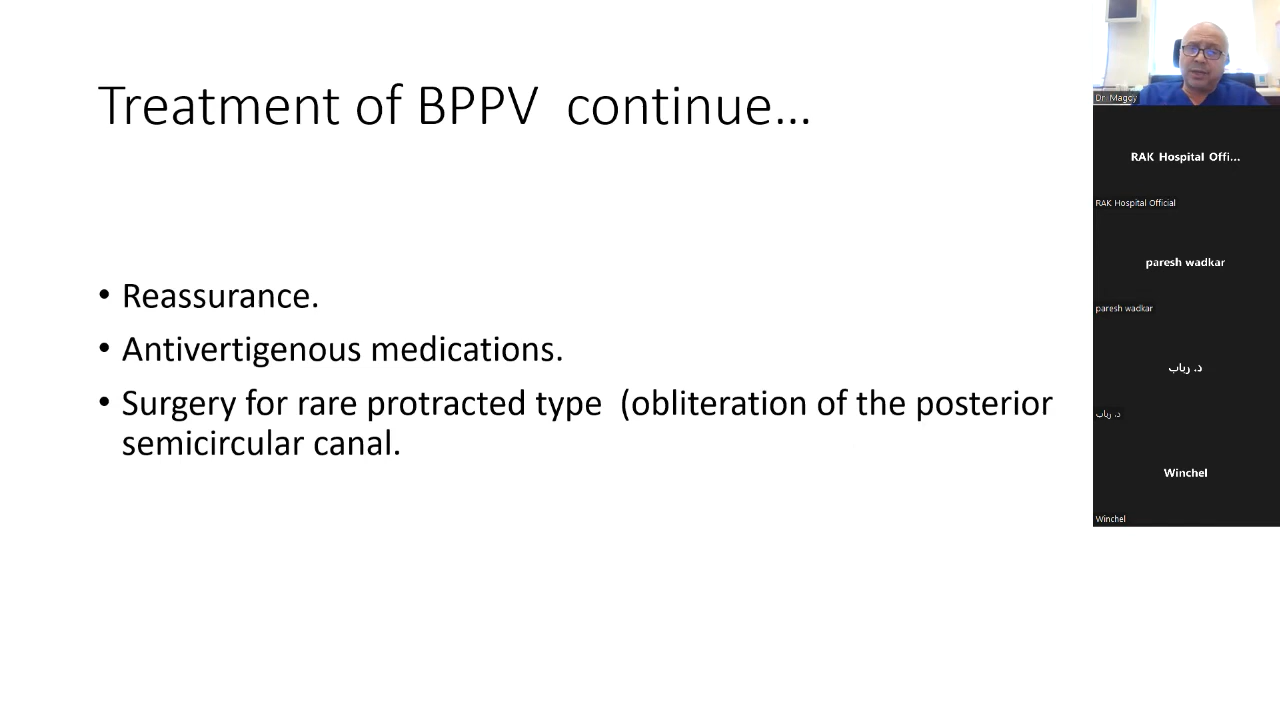 Treatment of BPPV continue...
• Reassurance.
• Antivertigenous medications.
• Surgery for rare protracted type (obliteration of the posterior
semicircular canal.
Dr. Magdy
RAK Hospital Offi...
RAK Hospital Official
paresh wadkar
paresh wadkar
د. رباب
د. رباب
Winchel
Winchel